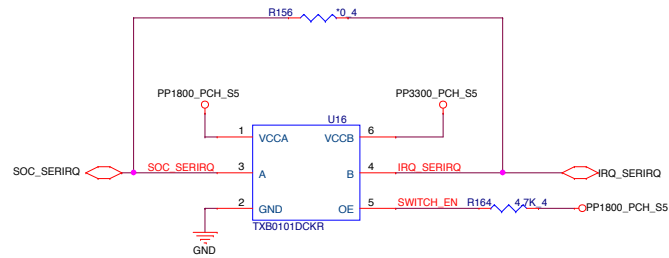 R156 *0_4
PP1800_PCH_S5 PP3300_PCH_S5
U16
1 VCCA VCCB 6
SOC_SERIRQ SOC_SERIRQ 3 A B 4 IRQ_SERIRQ IRQ_SERIRQ
2 GND OE 5 SWITCH_EN R164 4.7K_4 PP1800_PCH_S5
TXB0101DCKR
GND